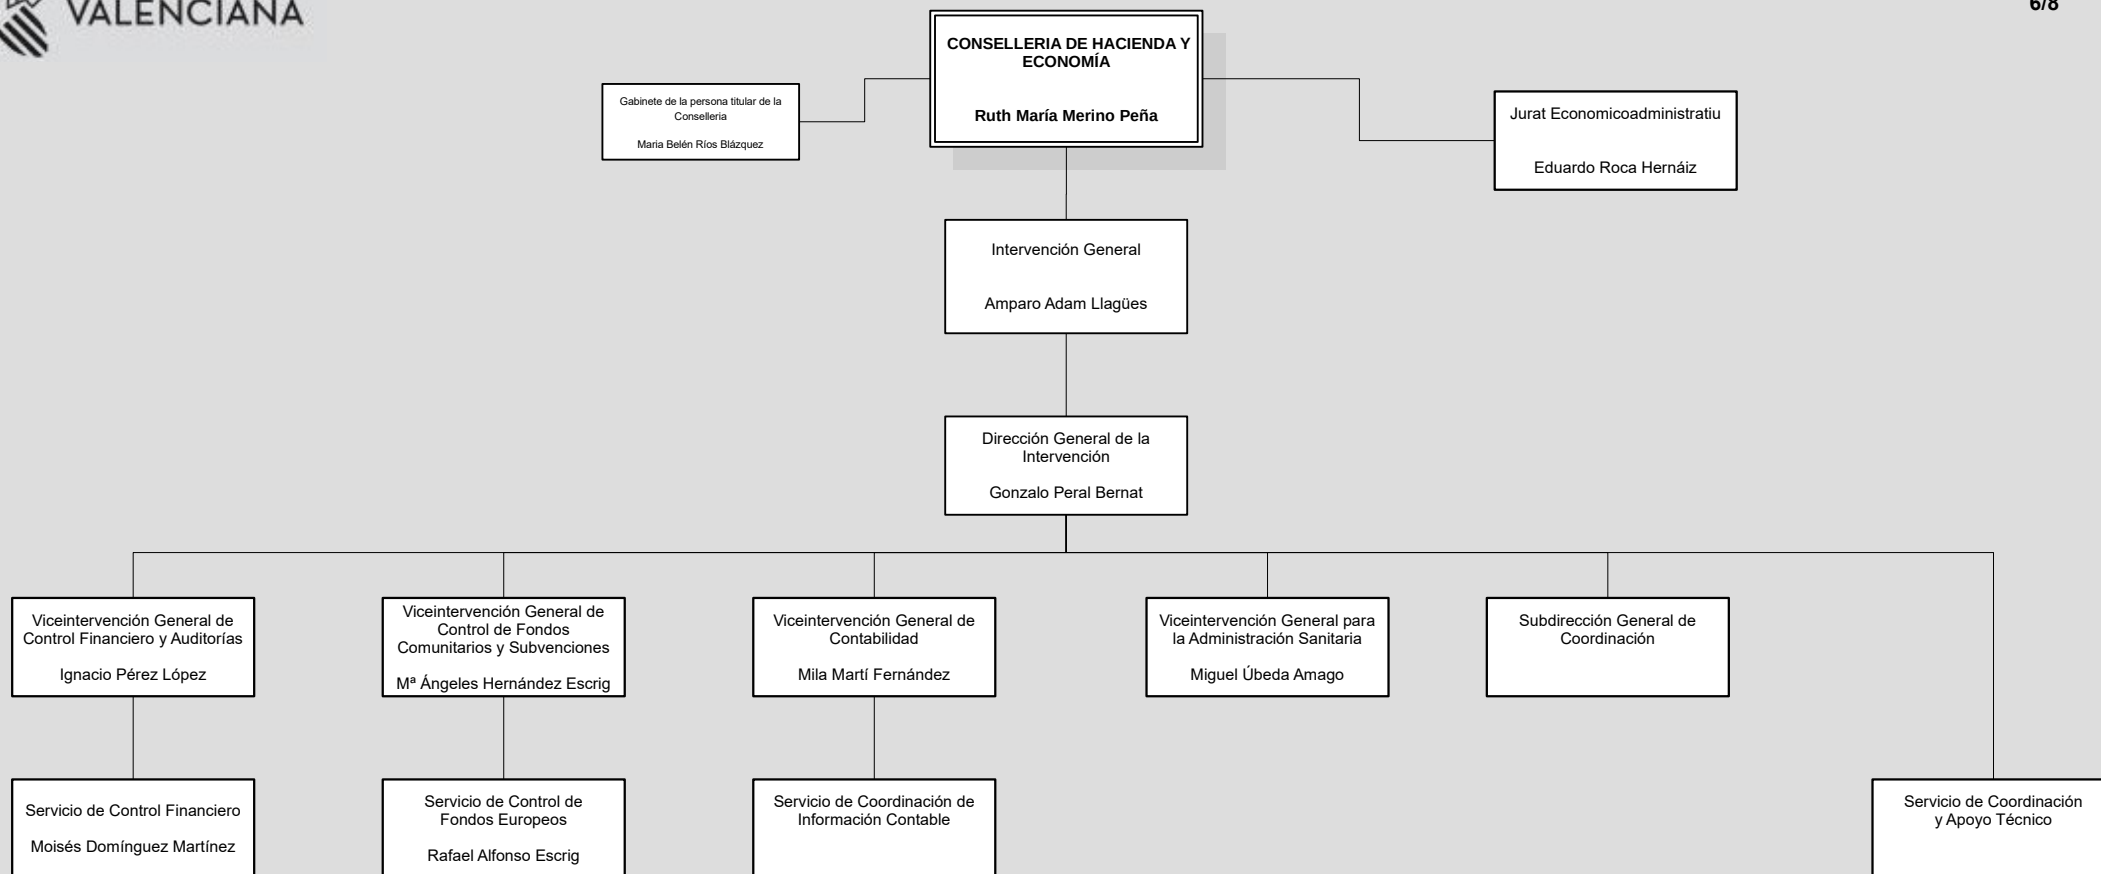 VALENCIANA
6/8
CONSELLERIA DE HACIENDA Y
ECONOMÍA
Ruth María Merino Peña
Gabinete de la persona titular de la
Conselleria
Maria Belén Ríos Blázquez
Jurat Economicoadministratiu
Eduardo Roca Hernáiz
Intervención General
Amparo Adam Llagües
Dirección General de la
Intervención
Gonzalo Peral Bernat
Viceintervención General de
Control Financiero y Auditorías
Ignacio Pérez López
Viceintervención General de
Control de Fondos
Comunitarios y Subvenciones
Mª Ángeles Hernández Escrig
Viceintervención General de
Contabilidad
Mila Martí Fernández
Viceintervención General para
la Administración Sanitaria
Miguel Úbeda Amago
Subdirección General de
Coordinación
Servicio de Control Financiero
Moisés Domínguez Martínez
Servicio de Control de
Fondos Europeos
Rafael Alfonso Escrig
Servicio de Coordinación de
Información Contable
Servicio de Coordinación
y Apoyo Técnico